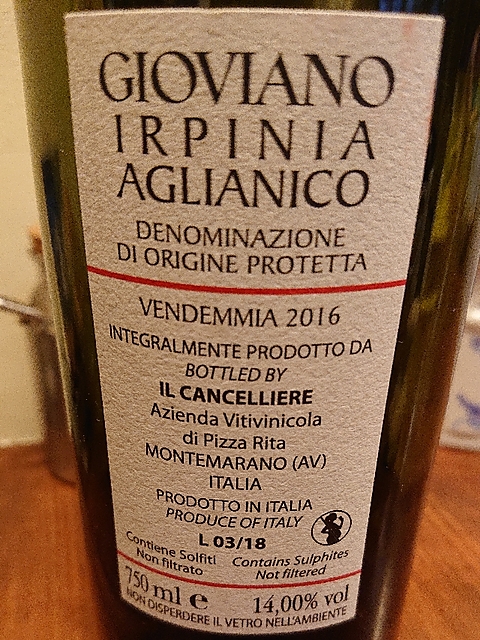 GIOVIANO
IRPINIA
AGLIANICO
DENOMINAZIONE
DI ORIGINE PROTETTA
VENDEMMIA 2016
INTEGRALMENTE PRODOTTO DA
BOTTLED BY
IL CANCELLIERE
Azienda Vitivinicola
di Pizza Rita
MONTEMARANO (AV)
ITALIA
PRODOTTO IN ITALIA
PRODUCE OF ITALY
L 03/18
Contiene Solfiti Contains Sulphites
Non filtrato Not filtered
750 ml e 14,00% vol
NON DISPERDERE IL VETRO NELL'AMBIENTE